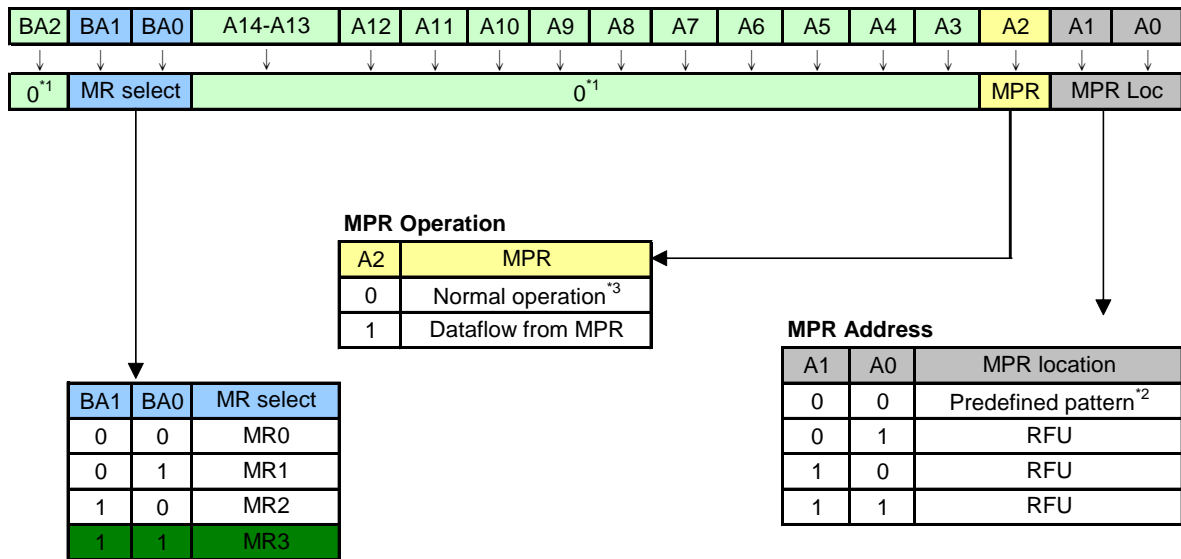 BA2 BA1 BA0 A14-A13 A12 A11 A10 A9 A8 A7 A6 A5 A4 A3 A2 A1 A0
0*1 MR select 0*1 MPR MPR Loc
MPR Operation
A2 MPR
0 Normal operation*3
1 Dataflow from MPR
MPR Address
A1 A0 MPR location
0 0 Predefined pattern*2
0 1 RFU
1 0 RFU
1 1 RFU
BA1 BA0 MR select
0 0 MR0
0 1 MR1
1 0 MR2
1 1 MR3